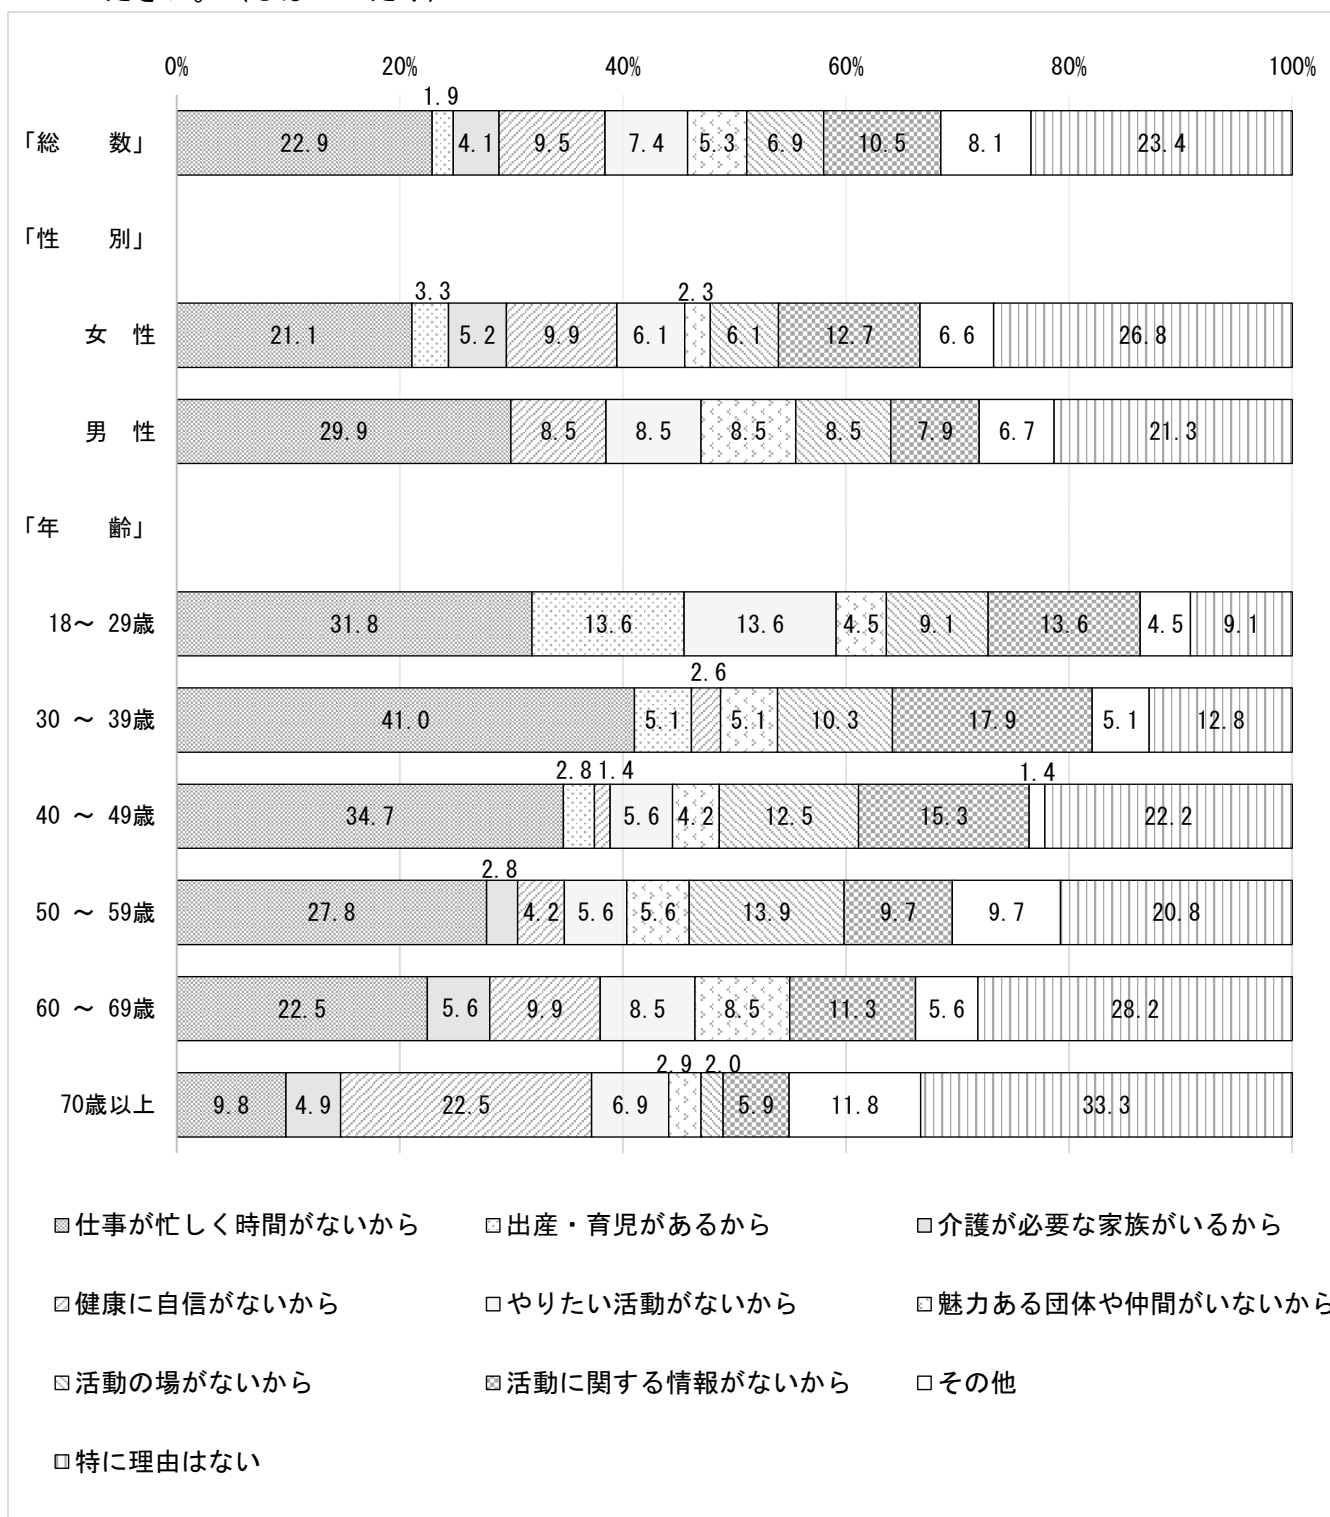 0% 20% 40% 60% 80% 100%
1.9
「総 数」 22.9 4.1 9.5 7.4 5.3 6.9 10.5 8.1 23.4
「性 別」
3.3 2.3
女 性 21.1 5.2 9.9 6.1 6.1 12.7 6.6 26.8
男 性 29.9 8.5 8.5 8.5 8.5 7.9 6.7 21.3
「年 齢」
18～ 29歳 31.8 13.6 13.6 4.5 9.1 13.6 4.5 9.1
2.6
30 ～ 39歳 41.0 5.1 5.1 10.3 17.9 5.1 12.8
2.8 1.4 1.4
40 ～ 49歳 34.7 5.6 4.2 12.5 15.3 22.2
2.8
50 ～ 59歳 27.8 4.2 5.6 5.6 13.9 9.7 9.7 20.8
60 ～ 69歳 22.5 5.6 9.9 8.5 8.5 11.3 5.6 28.2
2.9 2.0
70歳以上 9.8 4.9 22.5 6.9 5.9 11.8 33.3
仕事が忙しく時間がないから 出産・育児があるから 介護が必要な家族がいるから
健康に自信がないから やりたい活動がないから 魅力ある団体や仲間がいないから
活動の場がないから 活動に関する情報がないから その他
特に理由はない